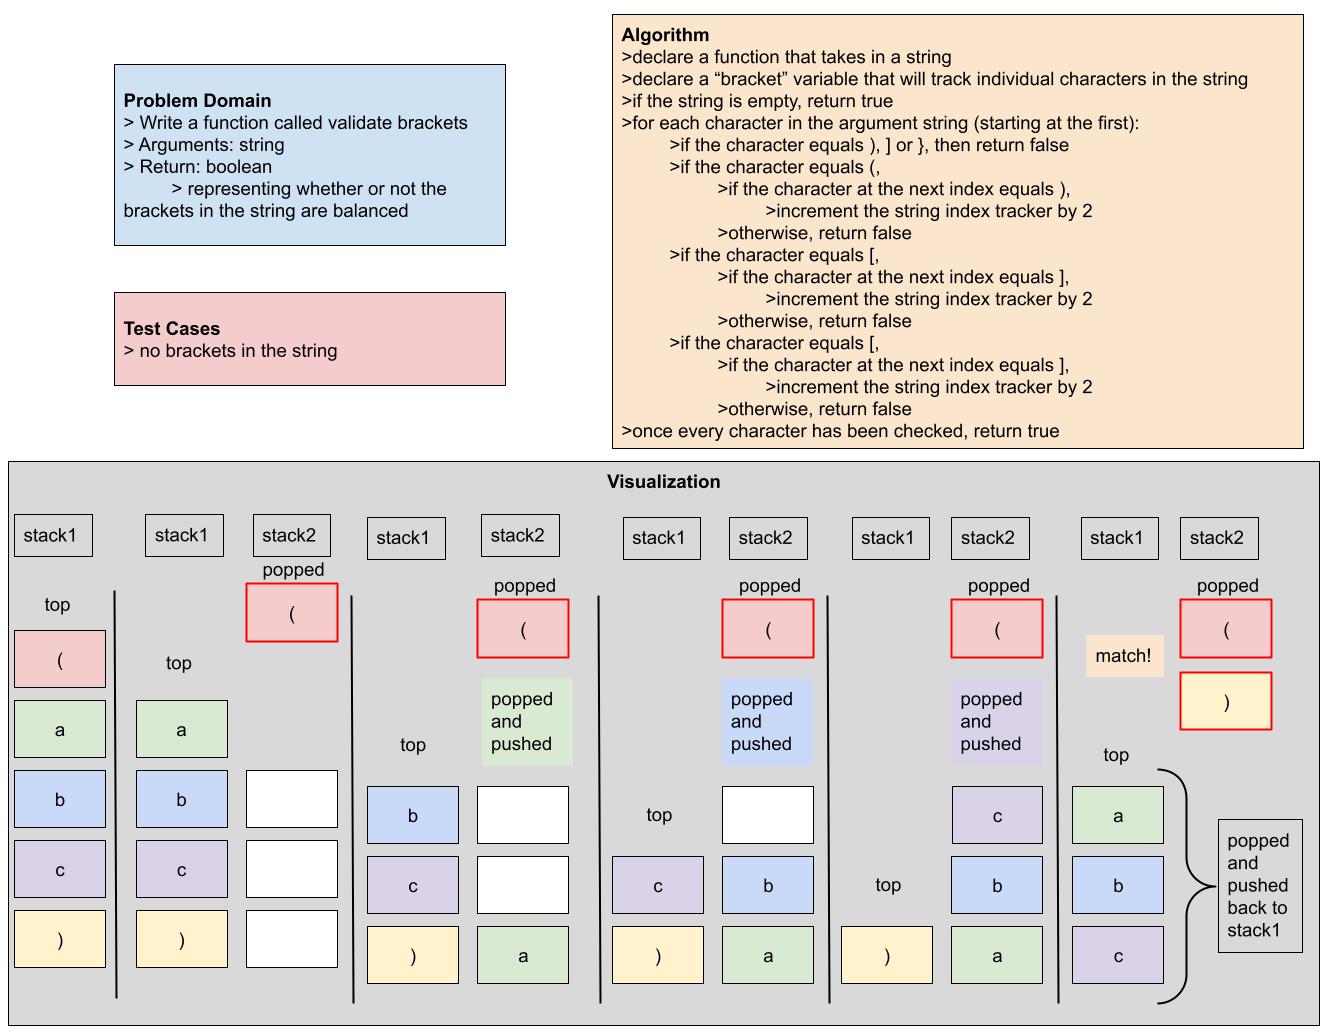 Problem Domain
> Write a function called validate brackets
> Arguments: string
> Return: boolean
> representing whether or not the
brackets in the string are balanced
Test Cases
> no brackets in the string
Algorithm
>declare a function that takes in a string
>declare a “bracket” variable that will track individual characters in the string
>if the string is empty, return true
>for each character in the argument string (starting at the first):
>if the character equals ), ] or }, then return false
>if the character equals (,
>if the character at the next index equals ),
>increment the string index tracker by 2
>otherwise, return false
>if the character equals [,
>if the character at the next index equals ],
>increment the string index tracker by 2
>otherwise, return false
>if the character equals [,
>if the character at the next index equals ],
>increment the string index tracker by 2
>otherwise, return false
>once every character has been checked, return true
Visualization
stack1
top
(
a
b
c
)
stack1
top
a
b
c
)
stack2
popped
(
stack1
top
b
c
)
stack2
popped
(
popped
and
pushed
a
stack1
top
c
)
stack2
popped
(
popped
and
pushed
b
a
stack1
top
)
stack2
popped
(
popped
and
pushed
c
b
a
stack1
match!
top
a
b
c
stack2
popped
(
)
popped
and
pushed
back to
stack1